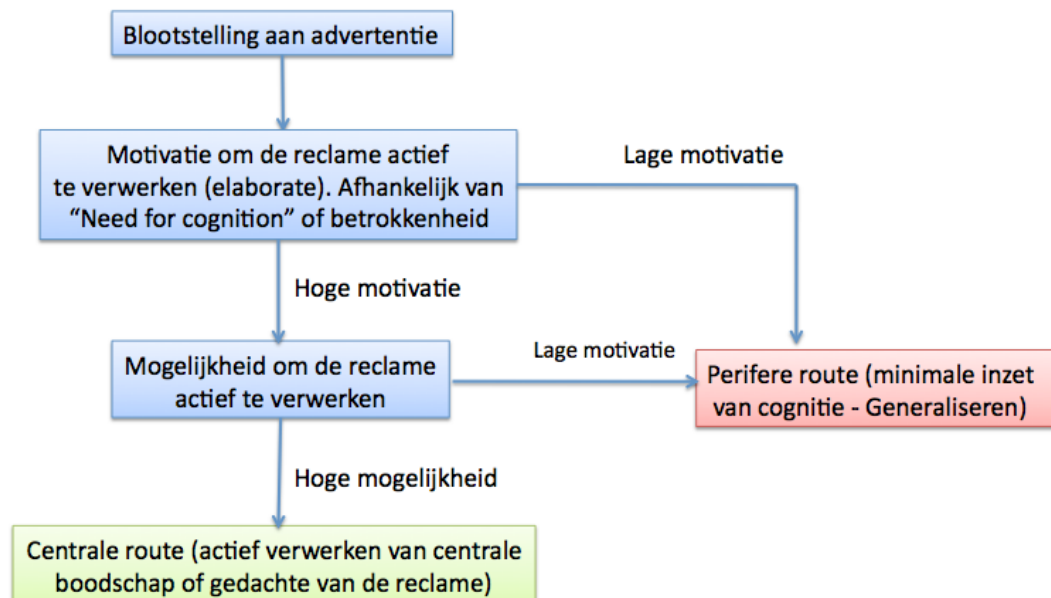 Blootstelling aan advertentie
Motivatie om de reclame actief
te verwerken (elaborate). Afhankelijk van
“Need for cognition” of betrokkenheid
Lage motivatie
Hoge motivatie
Mogelijkheid om de reclame
actief te verwerken
Lage motivatie
Perifere route (minimale inzet
van cognitie - Generaliseren)
Hoge mogelijkheid
Centrale route (actief verwerken van centrale
boodschap of gedachte van de reclame)